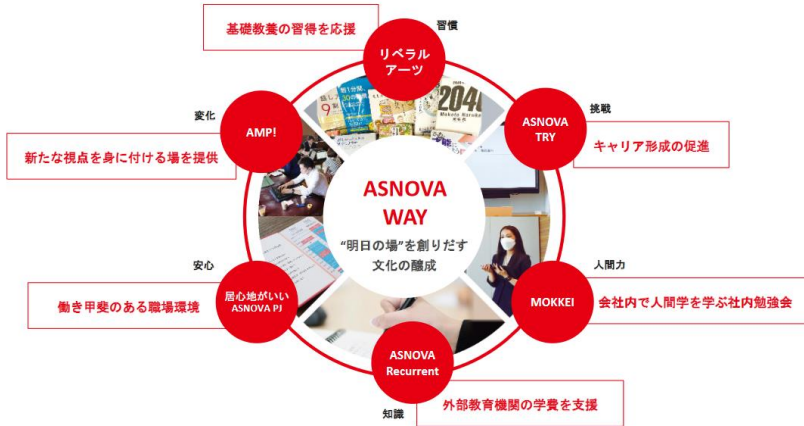 基礎教養の習得を応援
習慣
リベラル
アーツ
変化
AMP!
新たな視点を身に付ける場を提供
挑戦
ASNOVA
TRY
キャリア形成の促進
ASNOVA
WAY
“明日の場”を創りだす
文化の醸成
安心
居心地がいい
ASNOVA PJ
働き甲斐のある職場環境
人間力
MOKKEI
会社内で人間学を学ぶ社内勉強会
ASNOVA
Recurrent
知識
外部教育機関の学費を支援
2040